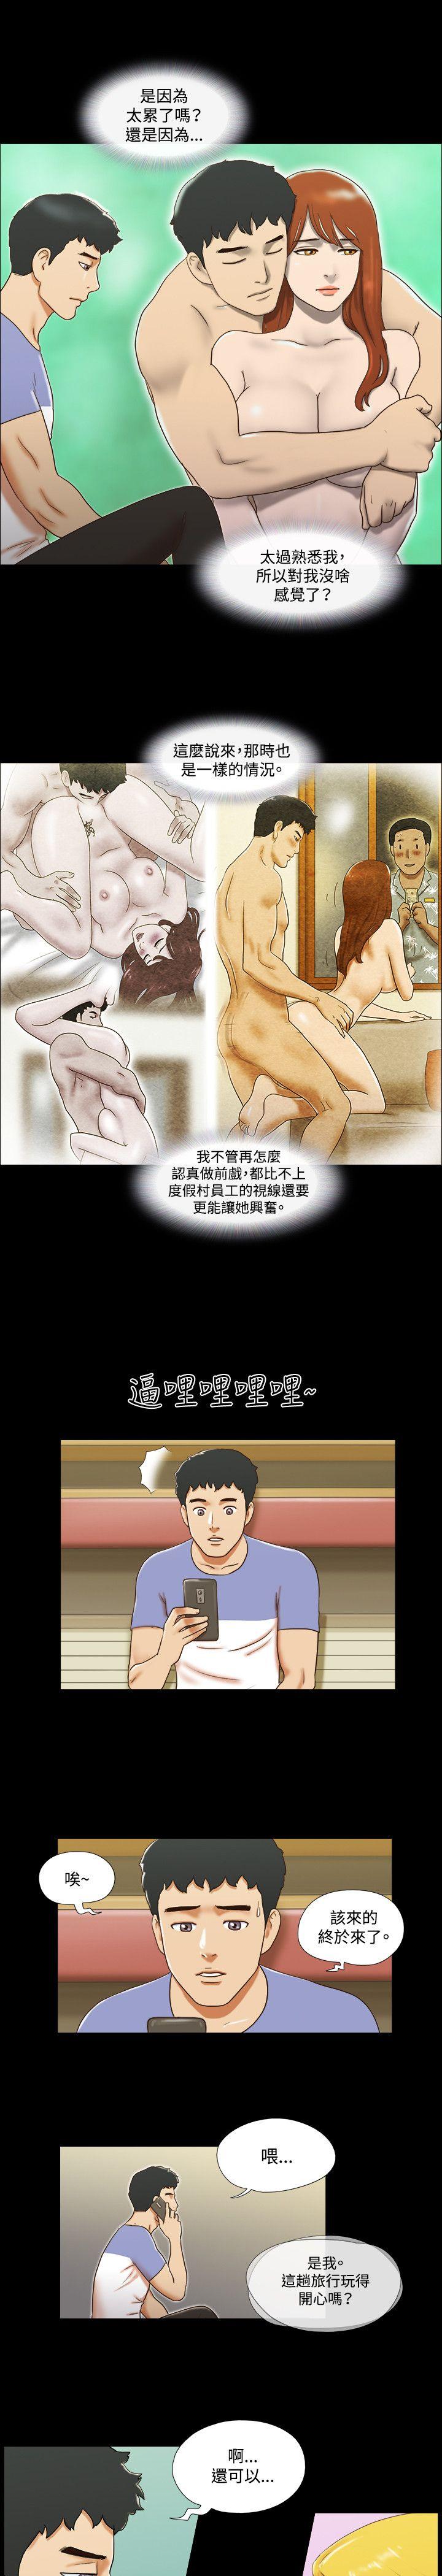 是因為
太累了嗎？
還是因為...
太過熟悉我，
所以對我沒啥
感覺了？
這麼說來，那時也
是一樣的情況。
我不管再怎麼
認真做前戲，都比不上
度假村員工的視線還要
更能讓她興奮。
逼哩哩哩哩~
唉~
該來的
終於來了。
喂...
是我。
這趟旅行玩得
開心嗎？
啊...
還可以...